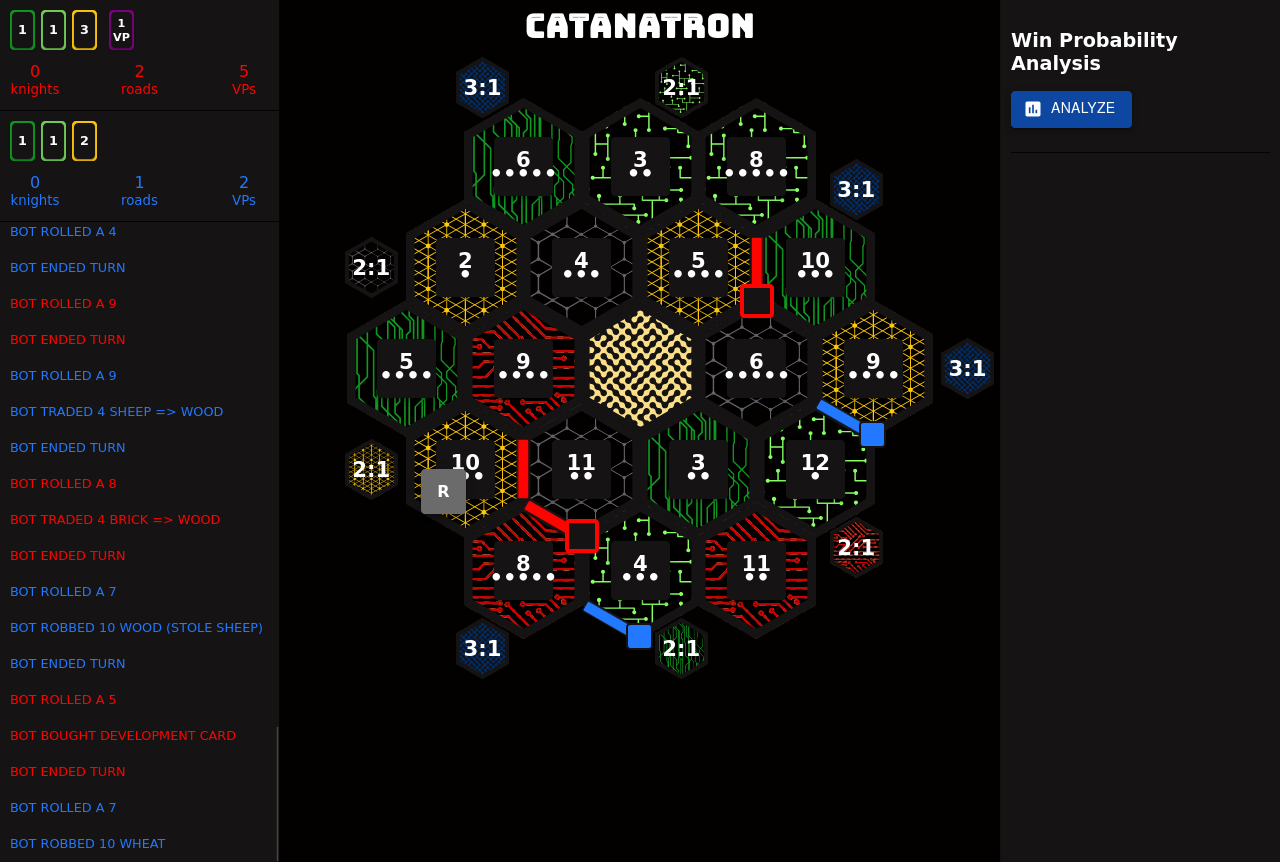 1 1 3 1 VP
0 2 5
knights roads VPs
1 1 2
0 1 2
knights roads VPs
BOT ROLLED A 4
BOT ENDED TURN
BOT ROLLED A 9
BOT ENDED TURN
BOT ROLLED A 9
BOT TRADED 4 SHEEP => WOOD
BOT ENDED TURN
BOT ROLLED A 8
BOT TRADED 4 BRICK => WOOD
BOT ENDED TURN
BOT ROLLED A 7
BOT ROBBED 10 WOOD (STOLE SHEEP)
BOT ENDED TURN
BOT ROLLED A 5
BOT BOUGHT DEVELOPMENT CARD
BOT ENDED TURN
BOT ROLLED A 7
BOT ROBBED 10 WHEAT
CATANATRON
3:1 2:1
6 3 8
3:1
2:1 2 4 5 10
5 9 6 9 3:1
2:1 10 11 3 12
R
8 4 11 2:1
3:1 2:1
Win Probability
Analysis
ANALYZE